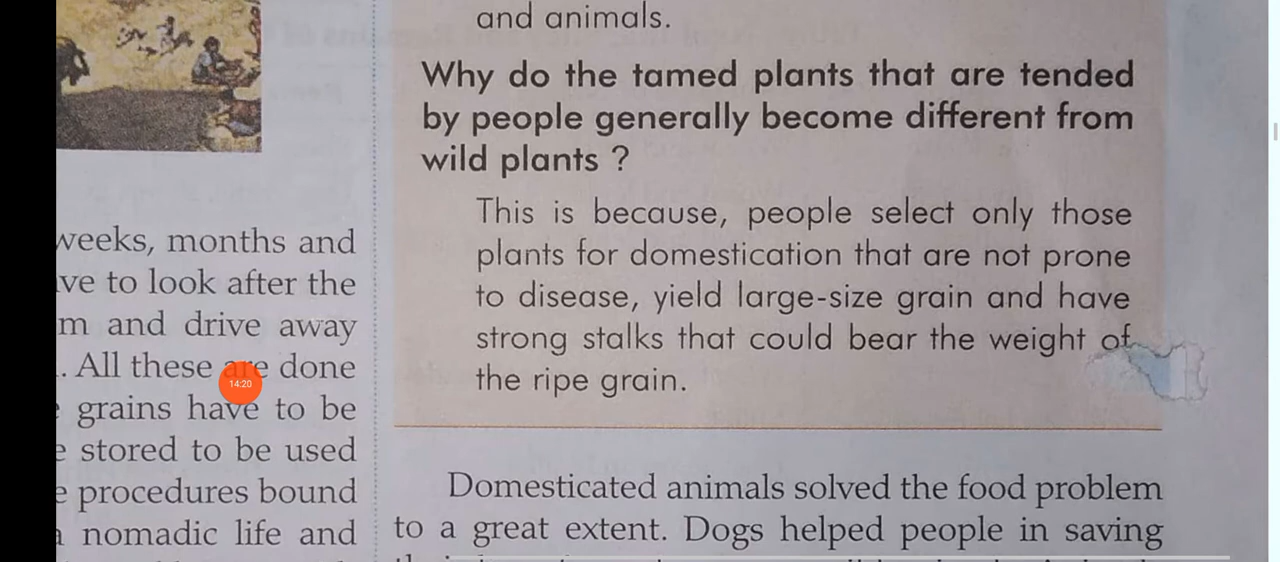 weeks, months and
to look after the
and drive away
. All these are done
14:20
grains have to be
stored to be used
procedures bound
nomadic life and
and animals.
Why do the tamed plants that are tended
by people generally become different from
wild plants ?
This is because, people select only those
plants for domestication that are not prone
to disease, yield large-size grain and have
strong stalks that could bear the weight of
the ripe grain.
Domesticated animals solved the food problem
to a great extent. Dogs helped people in saving